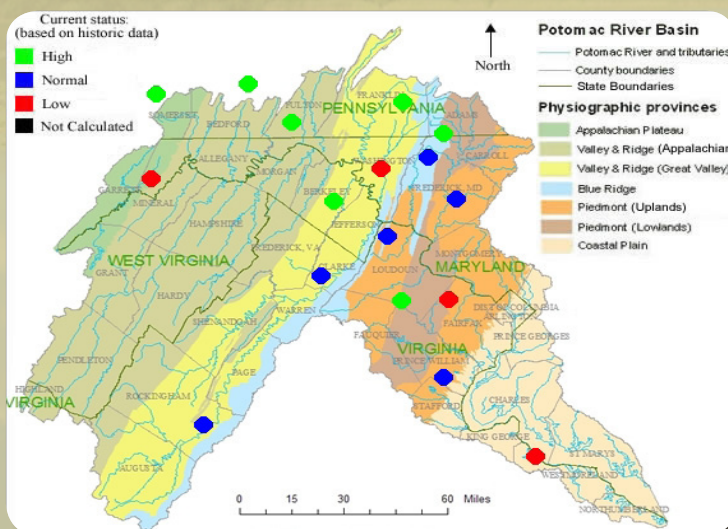 Current status:
(based on historic data)
High
Normal
Low
Not Calculated
North
Potomac River Basin
Potomac River and tributaries
County boundaries
State Boundaries
Physiographic provinces
Appalachian Plateau
Valley & Ridge (Appalachian
Valley & Ridge (Great Valley)
Blue Ridge
Piedmont (Uplands)
Piedmont (Lowlands)
Coastal Plain
SOMERSET
BEDFORD
FULTON
FRANKLIN
PENNSYLVANIA
ADAMS
ALLEGANY
WASHINGTON
CARROLL
GARRETT
MINERAL
MORGAN
BERKELEY
FREDERICK, MD
HAMPSHIRE
JEFFERSON
FREDERICK, VA
MONTGOMERY
WEST VIRGINIA
CLARKE
LOUDOUN
MARYLAND
GRANT
HARDY
WARREN
DIST OF COLUMBIA
ARLINGTON
SHENANDOAH
FAIRFAX
PRINCE GEORGES
FAUQUIER
VIRGINIA
PENDLETON
PAGE
PRINCE WILLIAM
HIGHLAND
VIRGINIA
ROCKINGHAM
STAFFORD
CHARLES
KING GEORGE
ST MARYS
AUGUSTA
WESTMORELAND
NORTHUMBERLAND
0 15 30 60 Miles